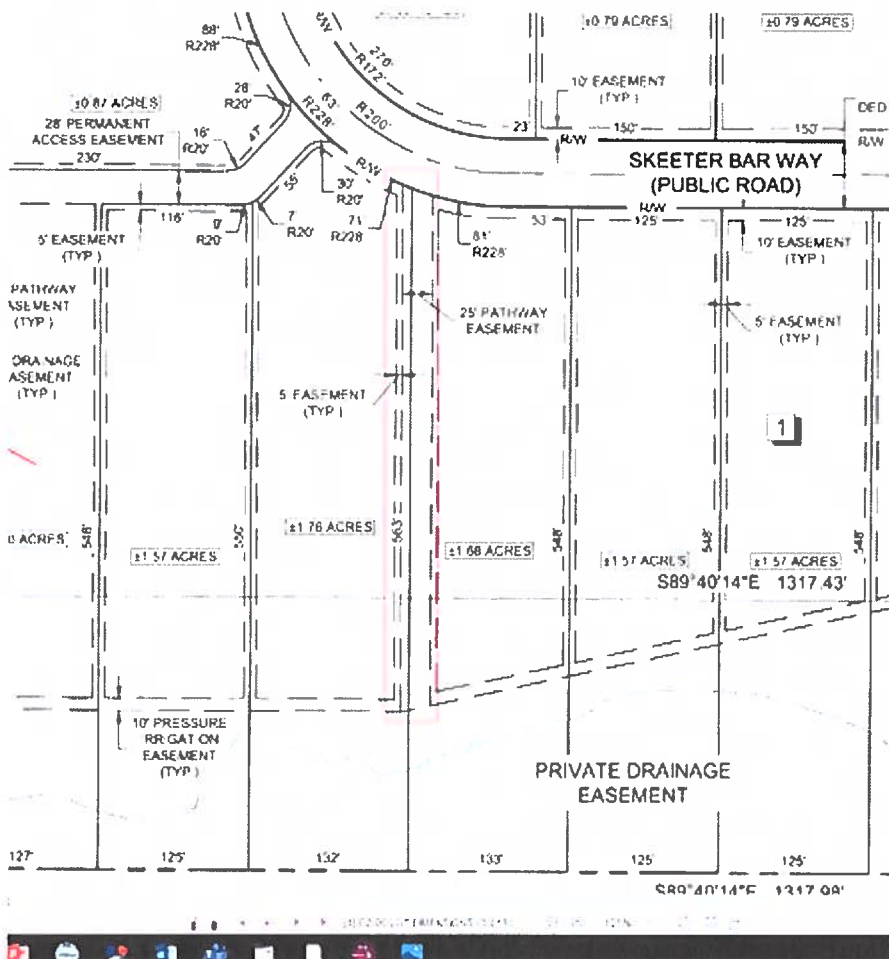 88'
R228'
R/W
270'
R172'
±0.79 ACRES
±0.79 ACRES
10' EASEMENT
(TYP.)
±0.87 ACRES
28'
R20'
63'
R228'
R200'
28' PERMANENT
ACCESS EASEMENT
230'
16'
R20'
47'
23'
R/W
150'
150'
DED
R/W
SKEETER BAR WAY
(PUBLIC ROAD)
R/W
R/W
30'
R20'
116'
R20'
7'
R20'
71'
R228'
81'
R228'
53'
125'
125'
5' EASEMENT
(TYP.)
10' EASEMENT
(TYP.)
PATHWAY
ASEMENT
(TYP.)
25' PATHWAY
EASEMENT
5' EASEMENT
(TYP.)
DRAINAGE
ASEMENT
(TYP.)
5' EASEMENT
(TYP.)
1
ACRES
548'
±1.57 ACRES
550'
±1.76 ACRES
563'
±1.68 ACRES
548'
±1.57 ACRES
548'
±1.57 ACRES
548'
S89°40'14"E 1317.43'
10' PRESSURE
IRRIGATION
EASEMENT
(TYP.)
PRIVATE DRAINAGE
EASEMENT
127'
125'
132'
133'
125'
125'
S89°40'14"E 1317.98'